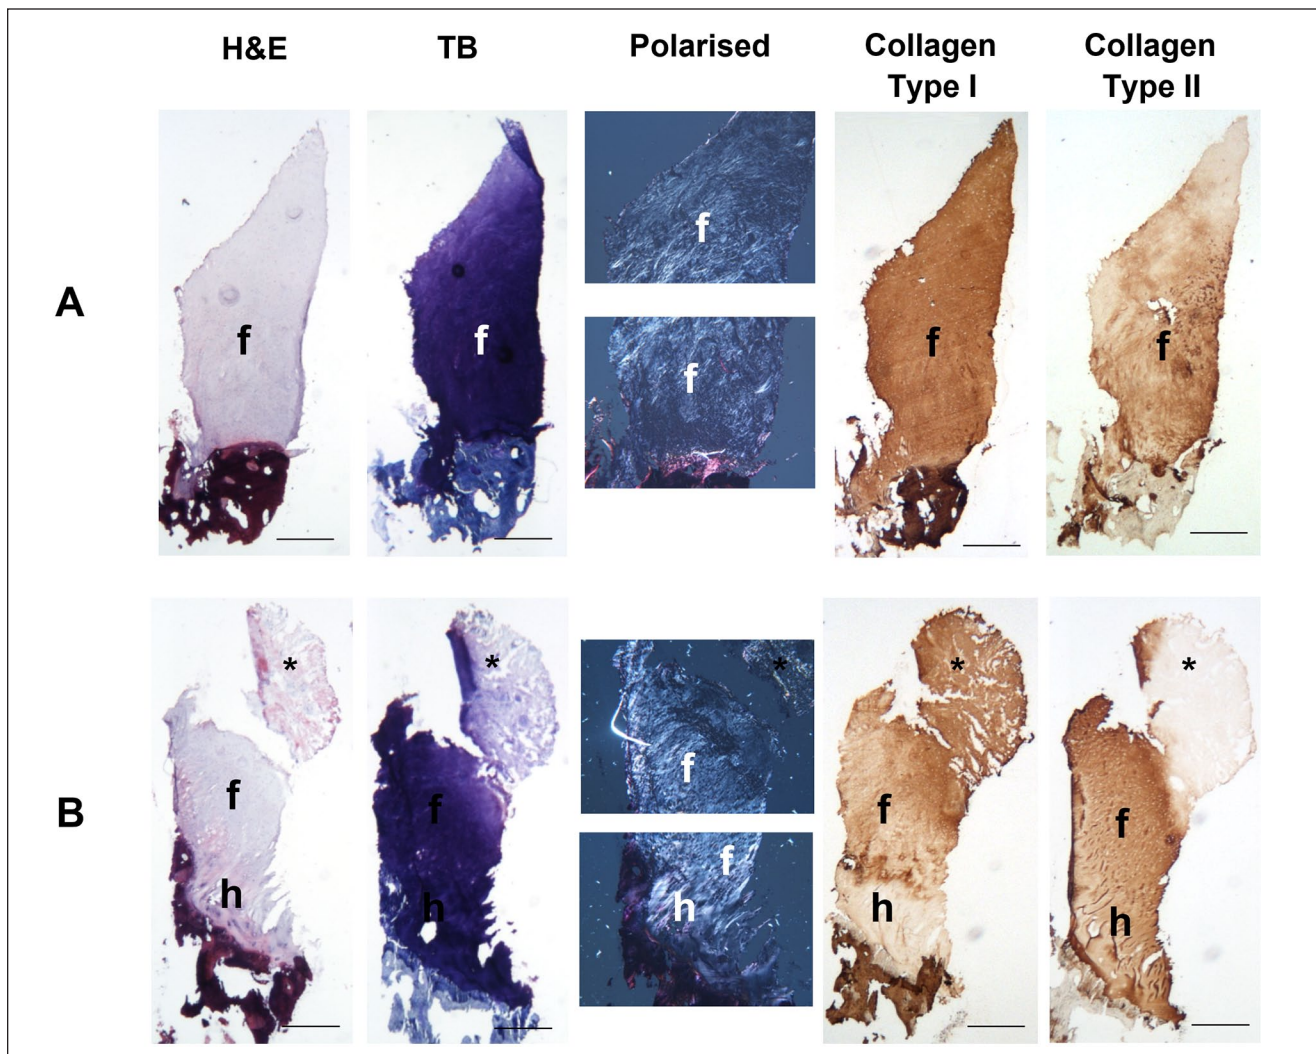 H&E TB Polarised Collagen Type I Collagen Type II
A
f f f f f
f
B
* * * * *
f f f f f
h h f h h
h